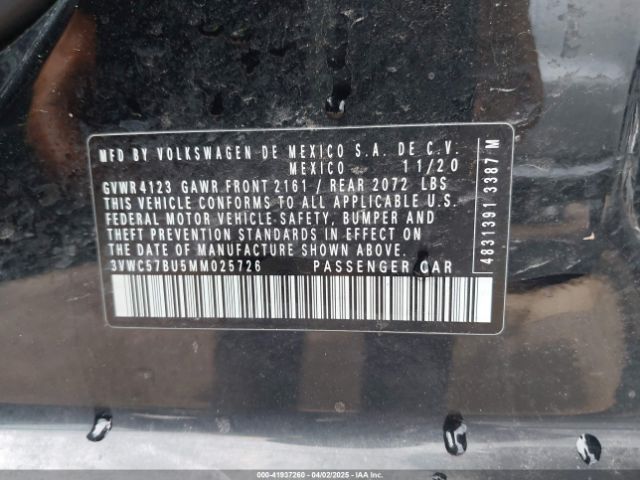 MFD BY VOLKSWAGEN DE MEXICO S.A. DE C.V.
MEXICO 11/20
GVWR 4123 GAWR FRONT 2161 / REAR 2072 LBS
THIS VEHICLE CONFORMS TO ALL APPLICABLE U.S.
FEDERAL MOTOR VEHICLE SAFETY, BUMPER AND
THEFT PREVENTION STANDARDS IN EFFECT ON
THE DATE OF MANUFACTURE SHOWN ABOVE.
3VWC57BU5MM025726 PASSENGER CAR
4831391 3387 M
000-41937260 - 04/02/2025 - IAAI.COM